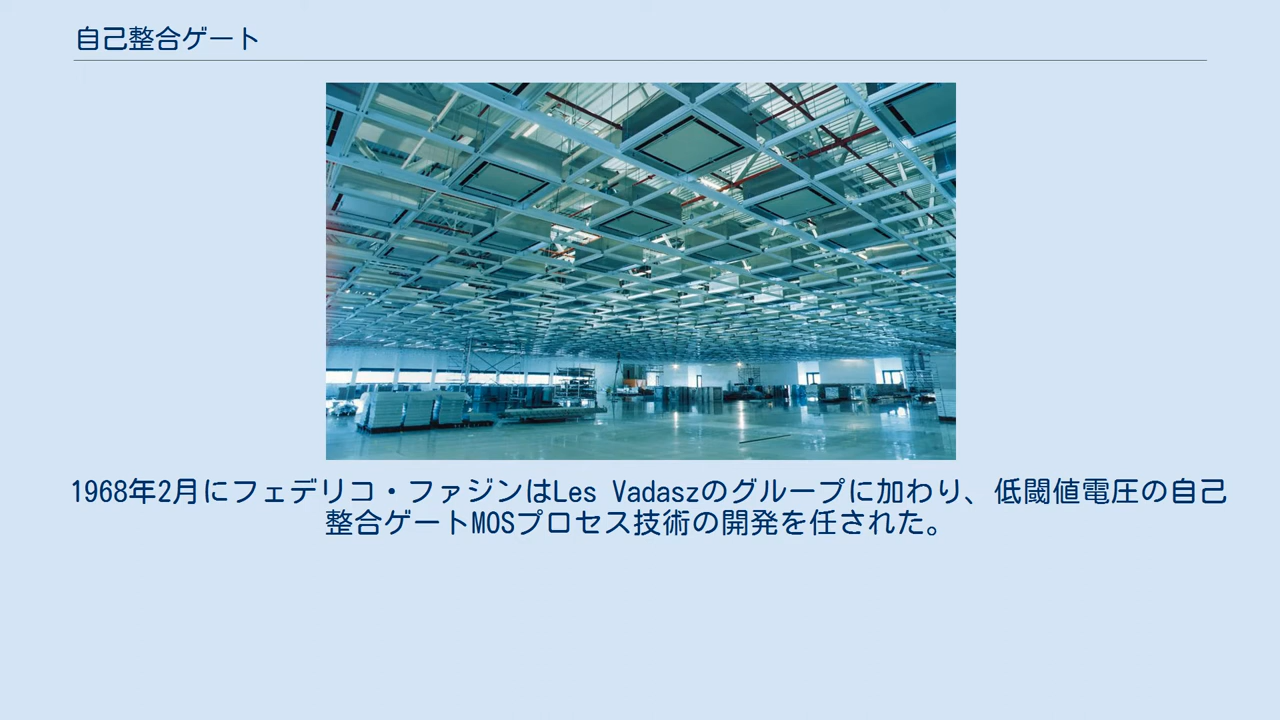 自己整合ゲート
1968年2月にフェデリコ・ファジンはLes Vadaszのグループに加わり、低閾値電圧の自己
整合ゲートMOSプロセス技術の開発を任された。